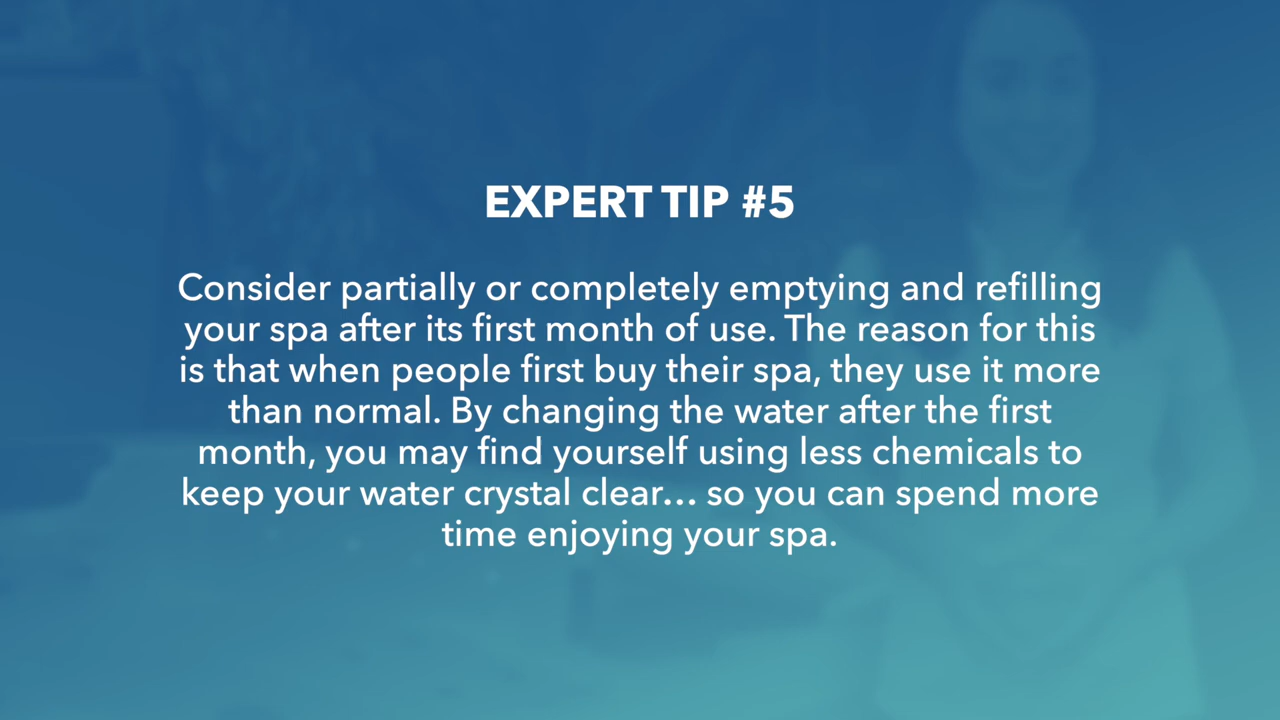 EXPERT TIP #5
Consider partially or completely emptying and refilling
your spa after its first month of use. The reason for this
is that when people first buy their spa, they use it more
than normal. By changing the water after the first
month, you may find yourself using less chemicals to
keep your water crystal clear... so you can spend more
time enjoying your spa.